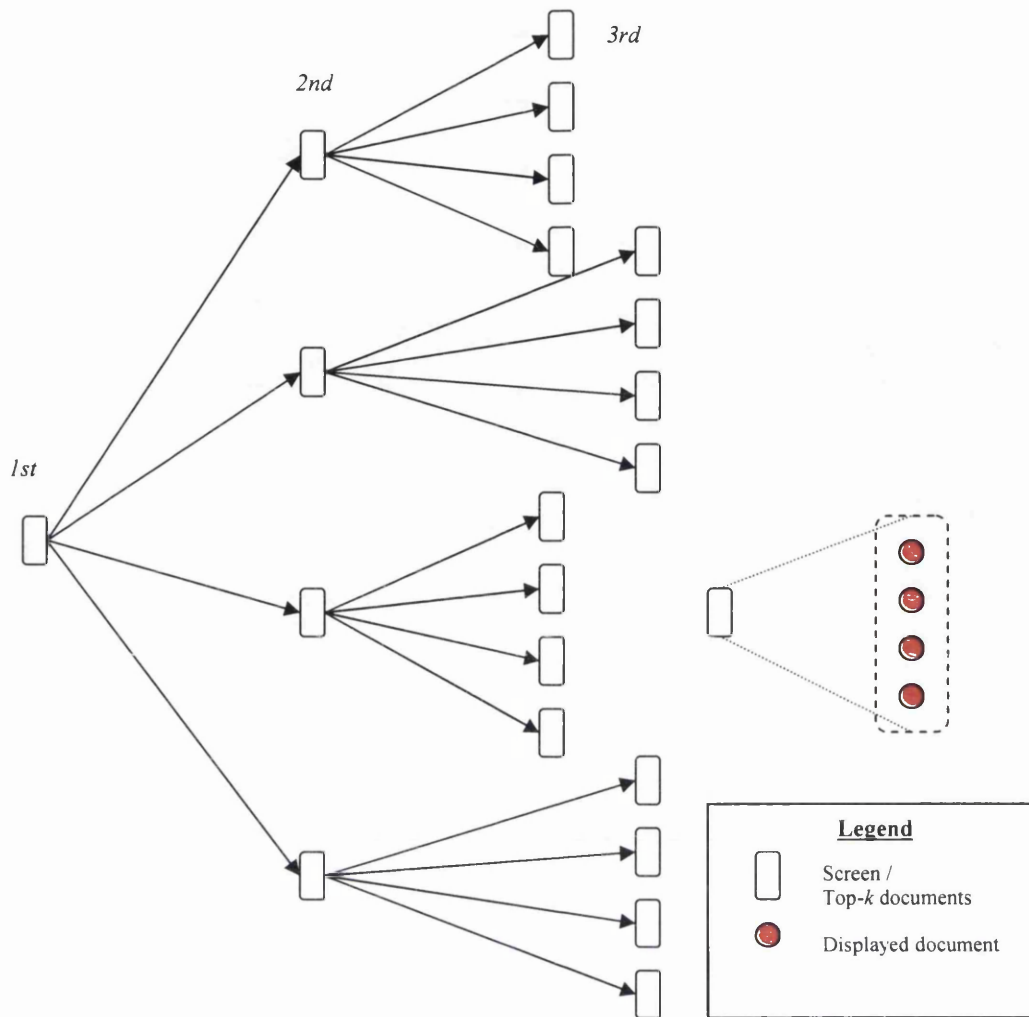 3rd
2nd
1st
Legend
Screen /
Top-k documents
Displayed document